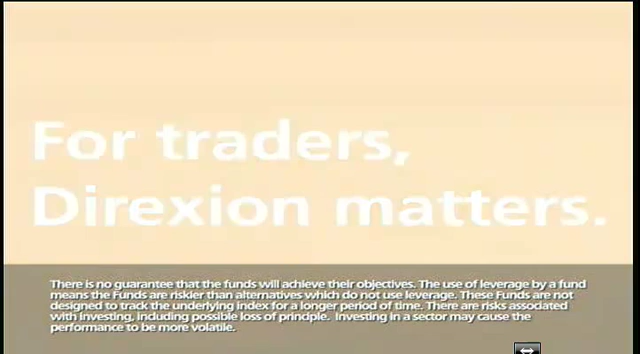 For traders,
Direxion matters.
There is no guarantee that the funds will achieve their objectives. The use of leverage by a fund
means the Funds are riskier than alternatives which do not use leverage. These Funds are not
designed to track the underlying index for a longer period of time. There are risks associated
with investing, including possible loss of principle. Investing in a sector may cause the
performance to be more volatile.